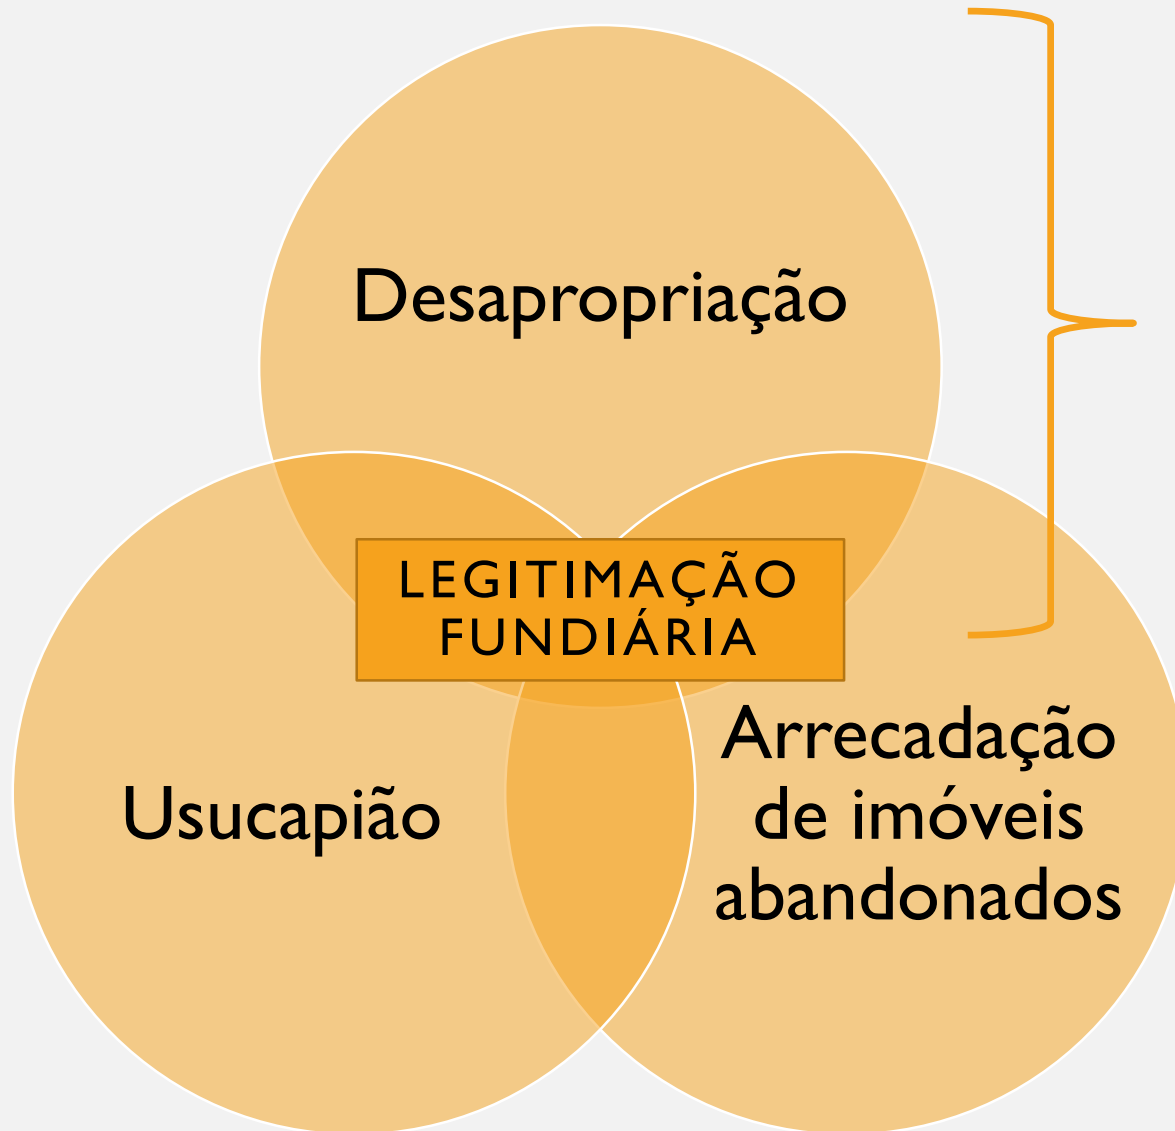 Desapropriação
LEGITIMAÇÃO
FUNDIÁRIA
Usucapião
Arrecadação
de imóveis
abandonados